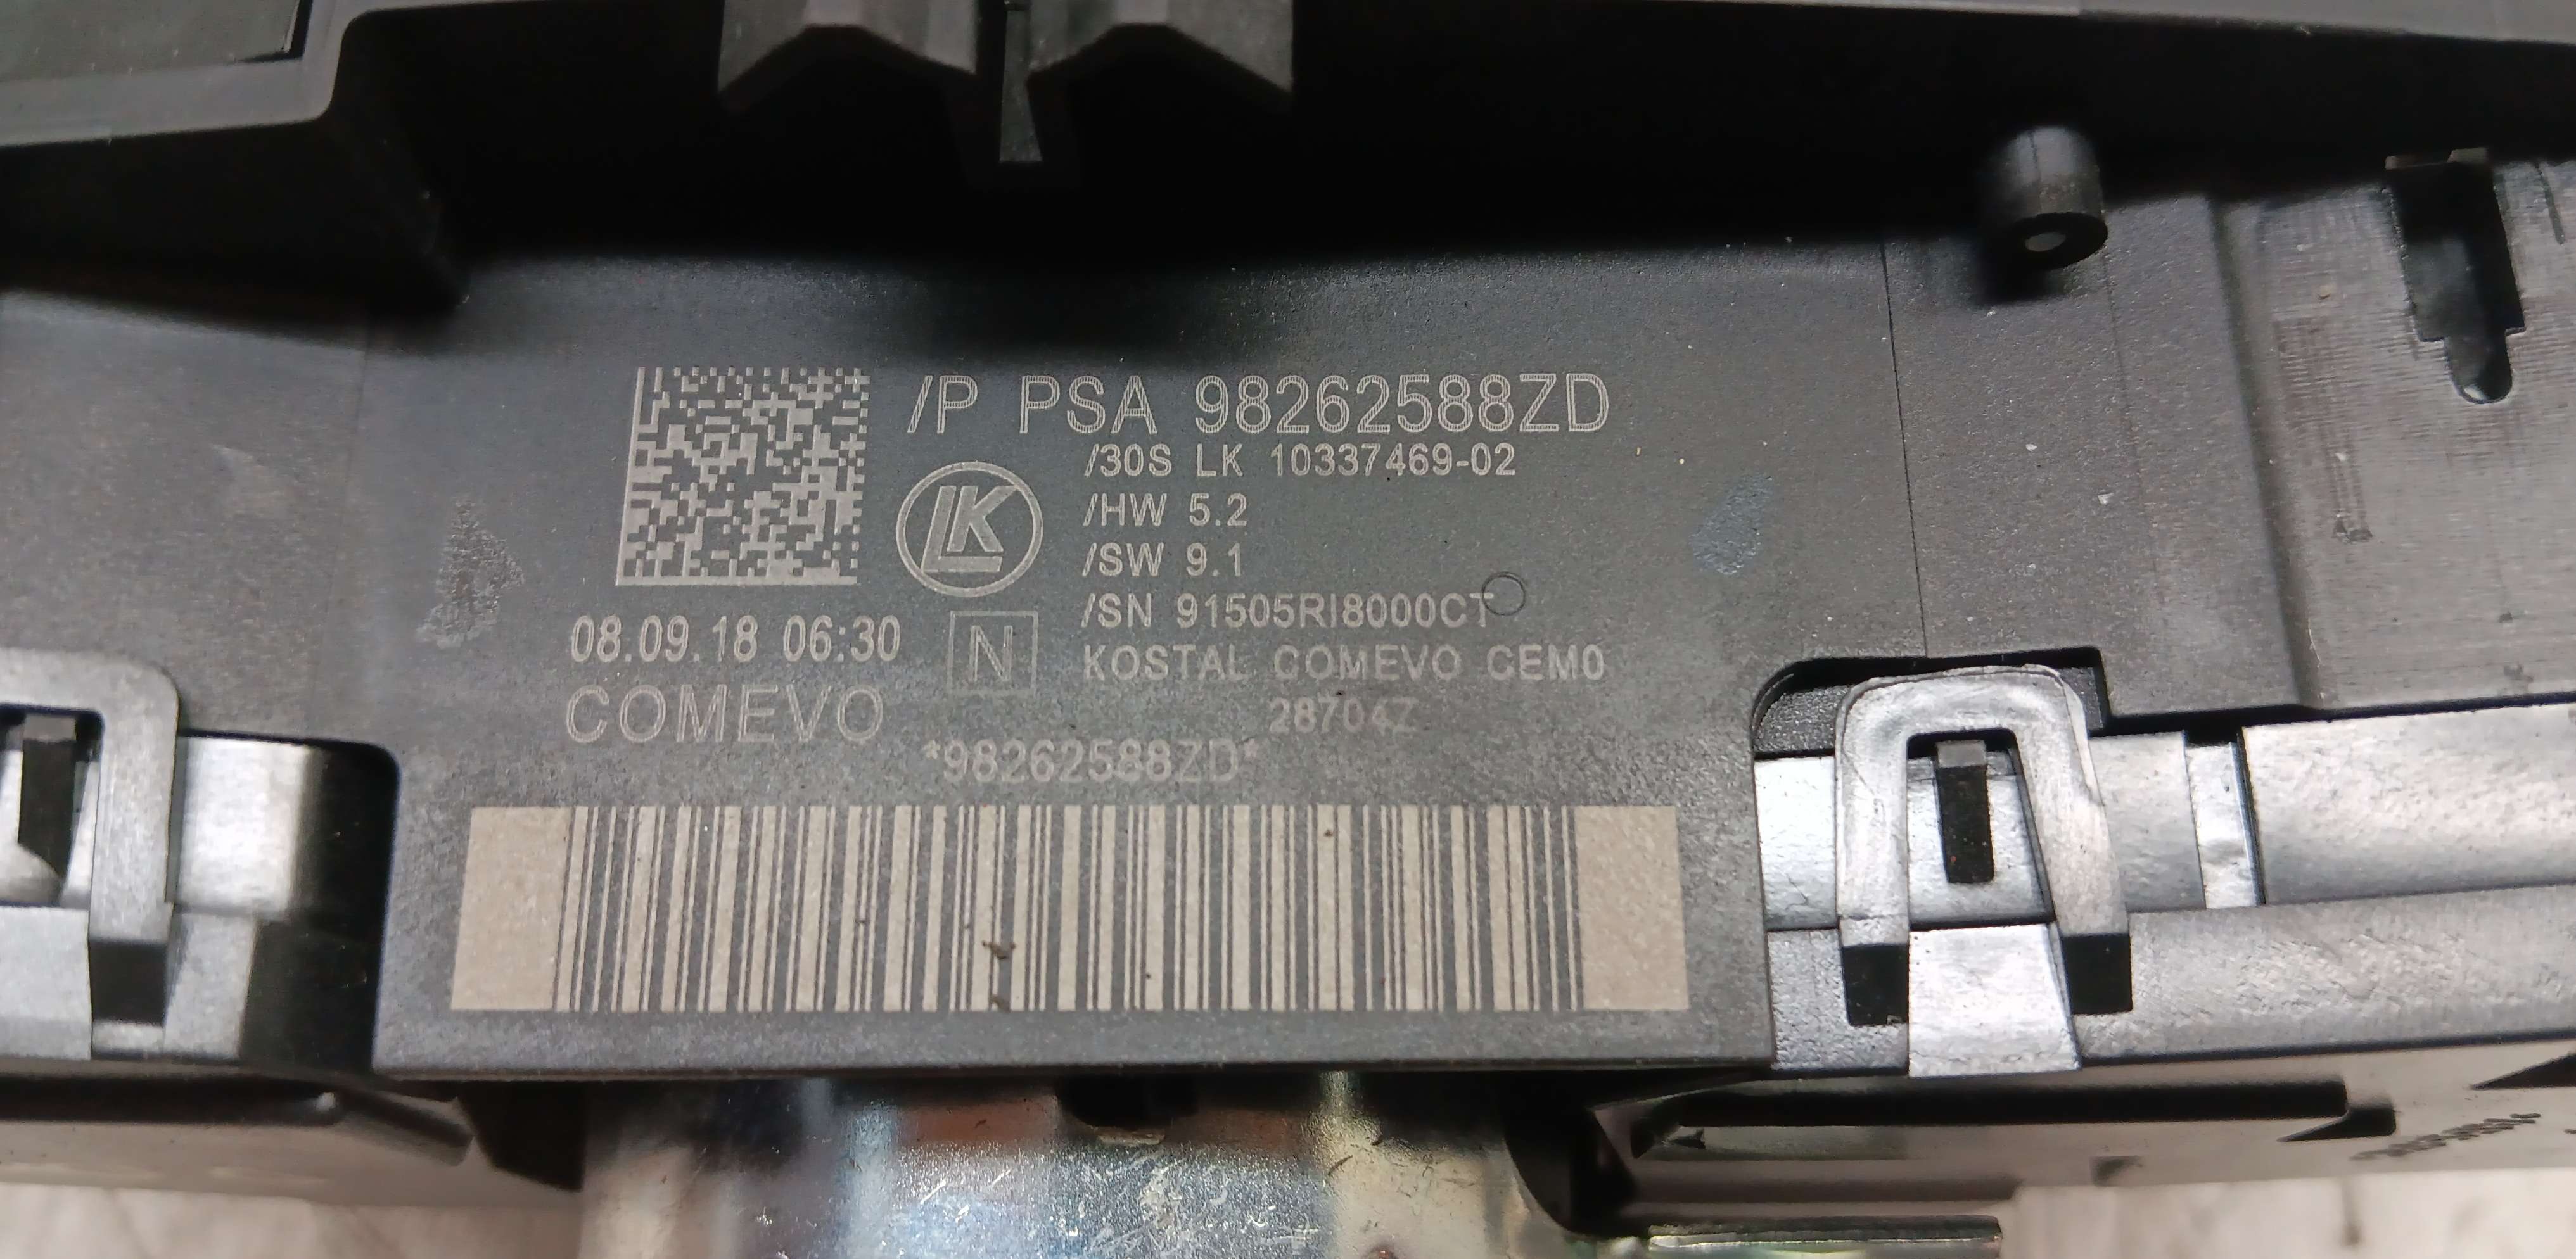 /P PSA 98262588ZD
/30S LK 10337469-02
LK
/HW 5.2
/SW 9.1
/SN 91505RI8000CT
08.09.18 06:30
N
KOSTAL COMEVO CEM0
COMEVO
28704Z
*98262588ZD*